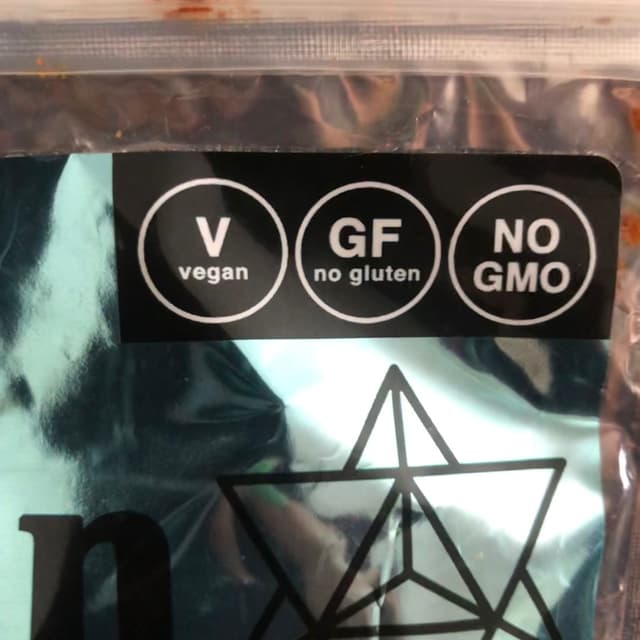 V
vegan
GF
no gluten
NO
GMO
n